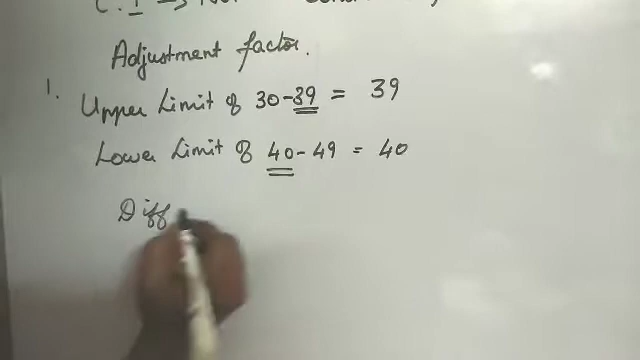 C.I →
Adjustment factor.
1.
Upper Limit of 30-39 = 39
Lower Limit of 40-49 = 40
Diff